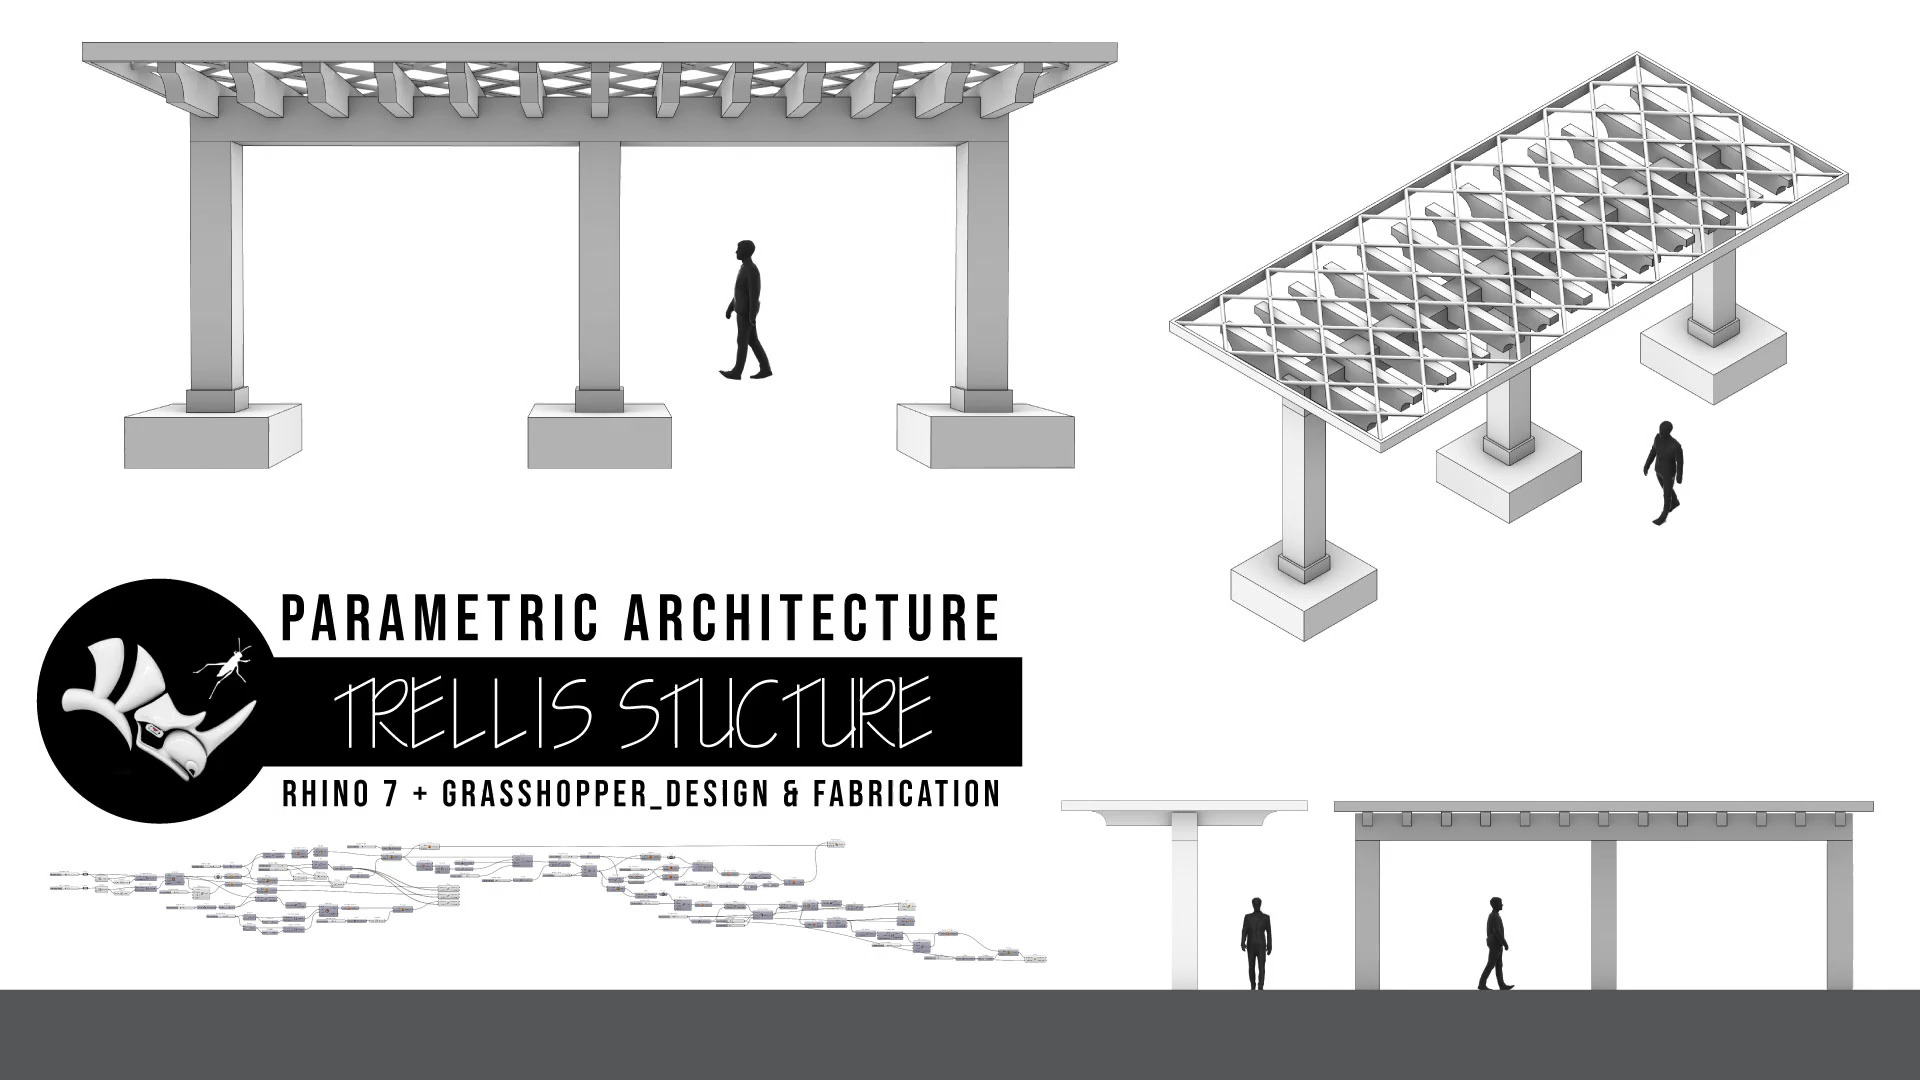 PARAMETRIC ARCHITECTURE
TRELLIS STUCTURE
RHINO 7 + GRASSHOPPER_DESIGN & FABRICATION